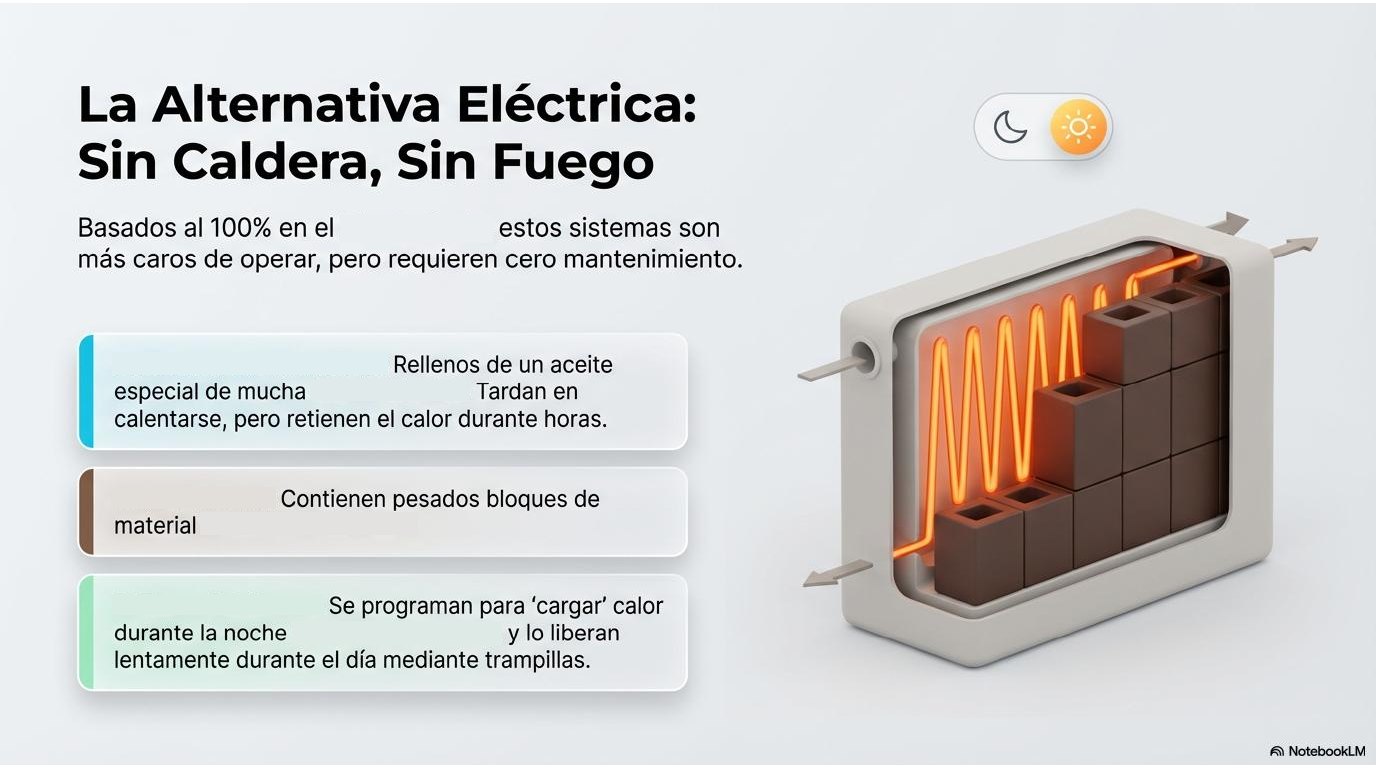 La Alternativa Eléctrica:
Sin Caldera, Sin Fuego
Basados al 100% en el estos sistemas son
más caros de operar, pero requieren cero mantenimiento.
Rellenos de un aceite
especial de mucha Tardan en
calentarse, pero retienen el calor durante horas.
Contienen pesados bloques de
material
Se programan para ‘cargar’ calor
durante la noche y lo liberan
lentamente durante el día mediante trampillas.
NotebookLM